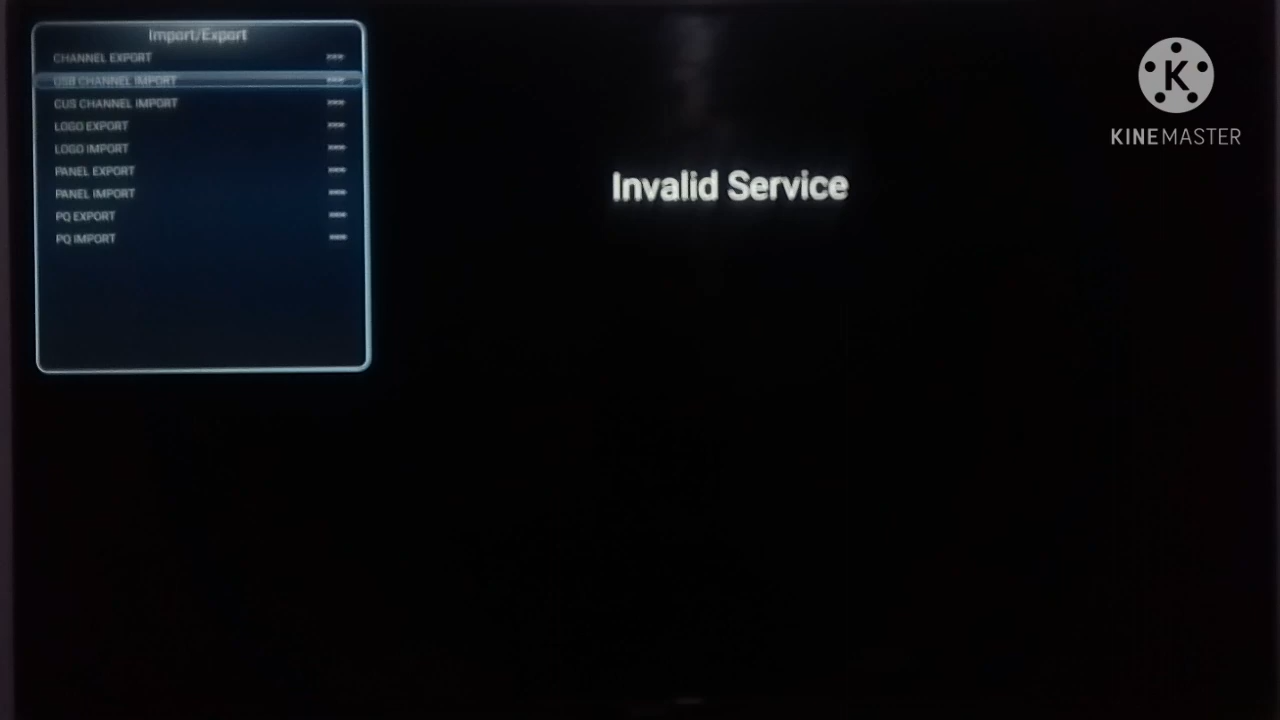 Import/Export
CHANNEL EXPORT
USB CHANNEL IMPORT
CUS CHANNEL IMPORT
LOGO EXPORT
LOGO IMPORT
PANEL EXPORT
PANEL IMPORT
PQ EXPORT
PQ IMPORT
Invalid Service
K
KINEMASTER